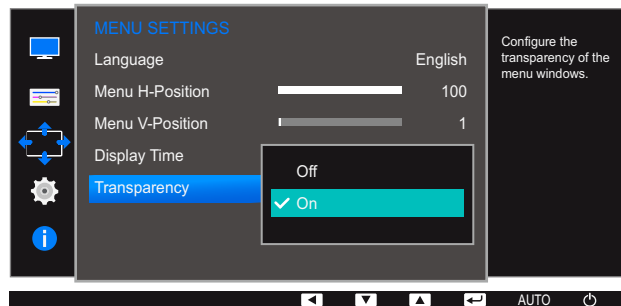 MENU SETTINGS
Language English
Menu H-Position 100
Menu V-Position 1
Display Time
Transparency
Off
On
Configure the
transparency of the
menu windows.
i
AUTO